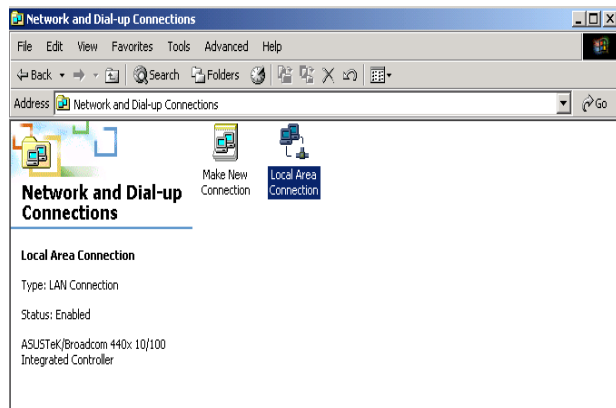 Network and Dial-up Connections
File Edit View Favorites Tools Advanced Help
Back Search Folders
Address Network and Dial-up Connections Go
Make New
Connection
Local Area
Connection
Network and Dial-up
Connections
Local Area Connection
Type: LAN Connection
Status: Enabled
ASUSTeK/Broadcom 440x 10/100
Integrated Controller